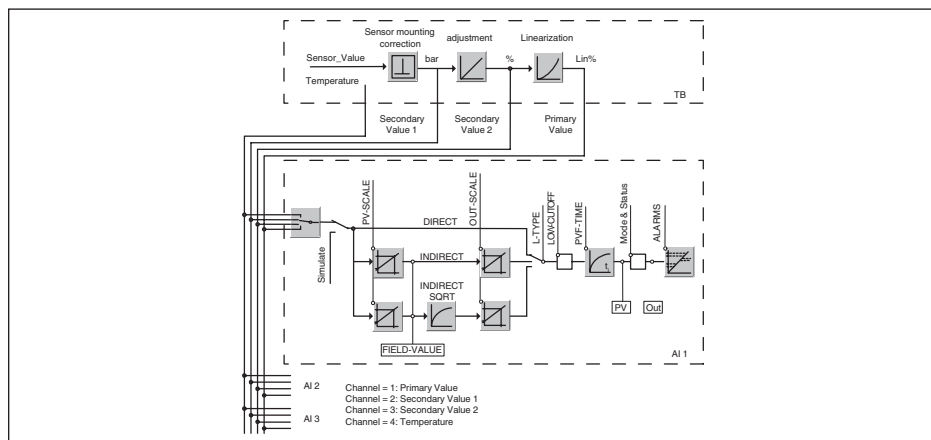 Sensor mounting
correction
adjustment
Linearization
Sensor_Value
bar
%
Lin%
Temperature
TB
Secondary
Value 1
Secondary
Value 2
Primary
Value
PV-SCALE
OUT-SCALE
L-TYPE
LOW-CUTOFF
PVF-TIME
Mode & Status
ALARMS
DIRECT
Simulate
INDIRECT
INDIRECT
SQRT
PV
Out
FIELD-VALUE
AI 1
AI 2
AI 3
Channel = 1: Primary Value
Channel = 2: Secondary Value 1
Channel = 3: Secondary Value 2
Channel = 4: Temperature